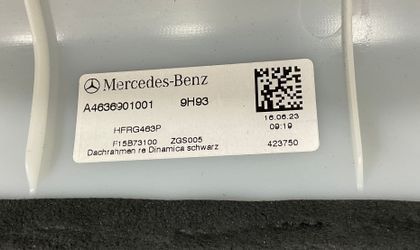 Mercedes-Benz
A4636901001 9H93
16.06.23
09:19
HFRG463P
F15B73100 ZGS005 423750
Dachrahmen re Dinamica schwarz